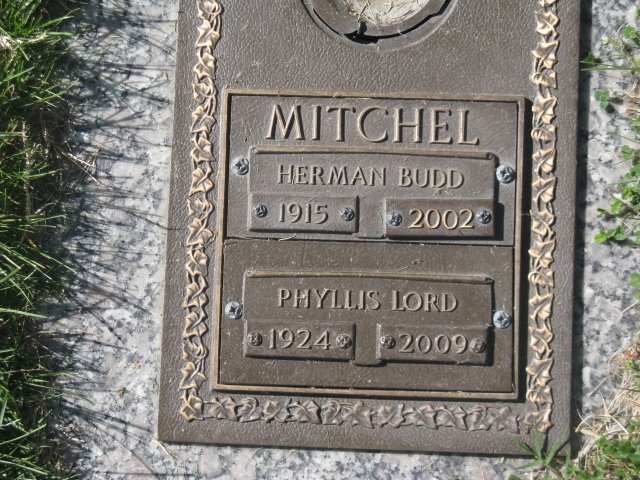 MITCHEL
HERMAN BUDD
1915 2002
PHYLLIS LORD
1924 2009